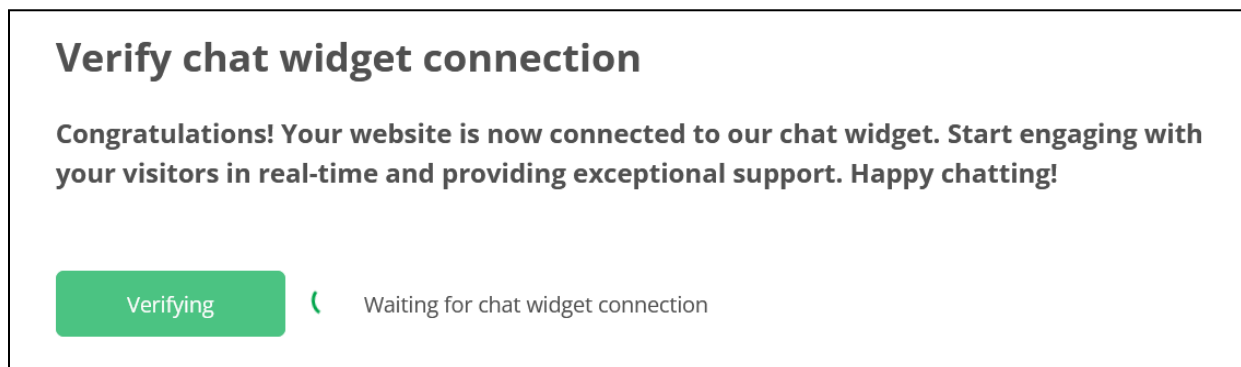 Verify chat widget connection
Congratulations! Your website is now connected to our chat widget. Start engaging with
your visitors in real-time and providing exceptional support. Happy chatting!
Verifying
Waiting for chat widget connection